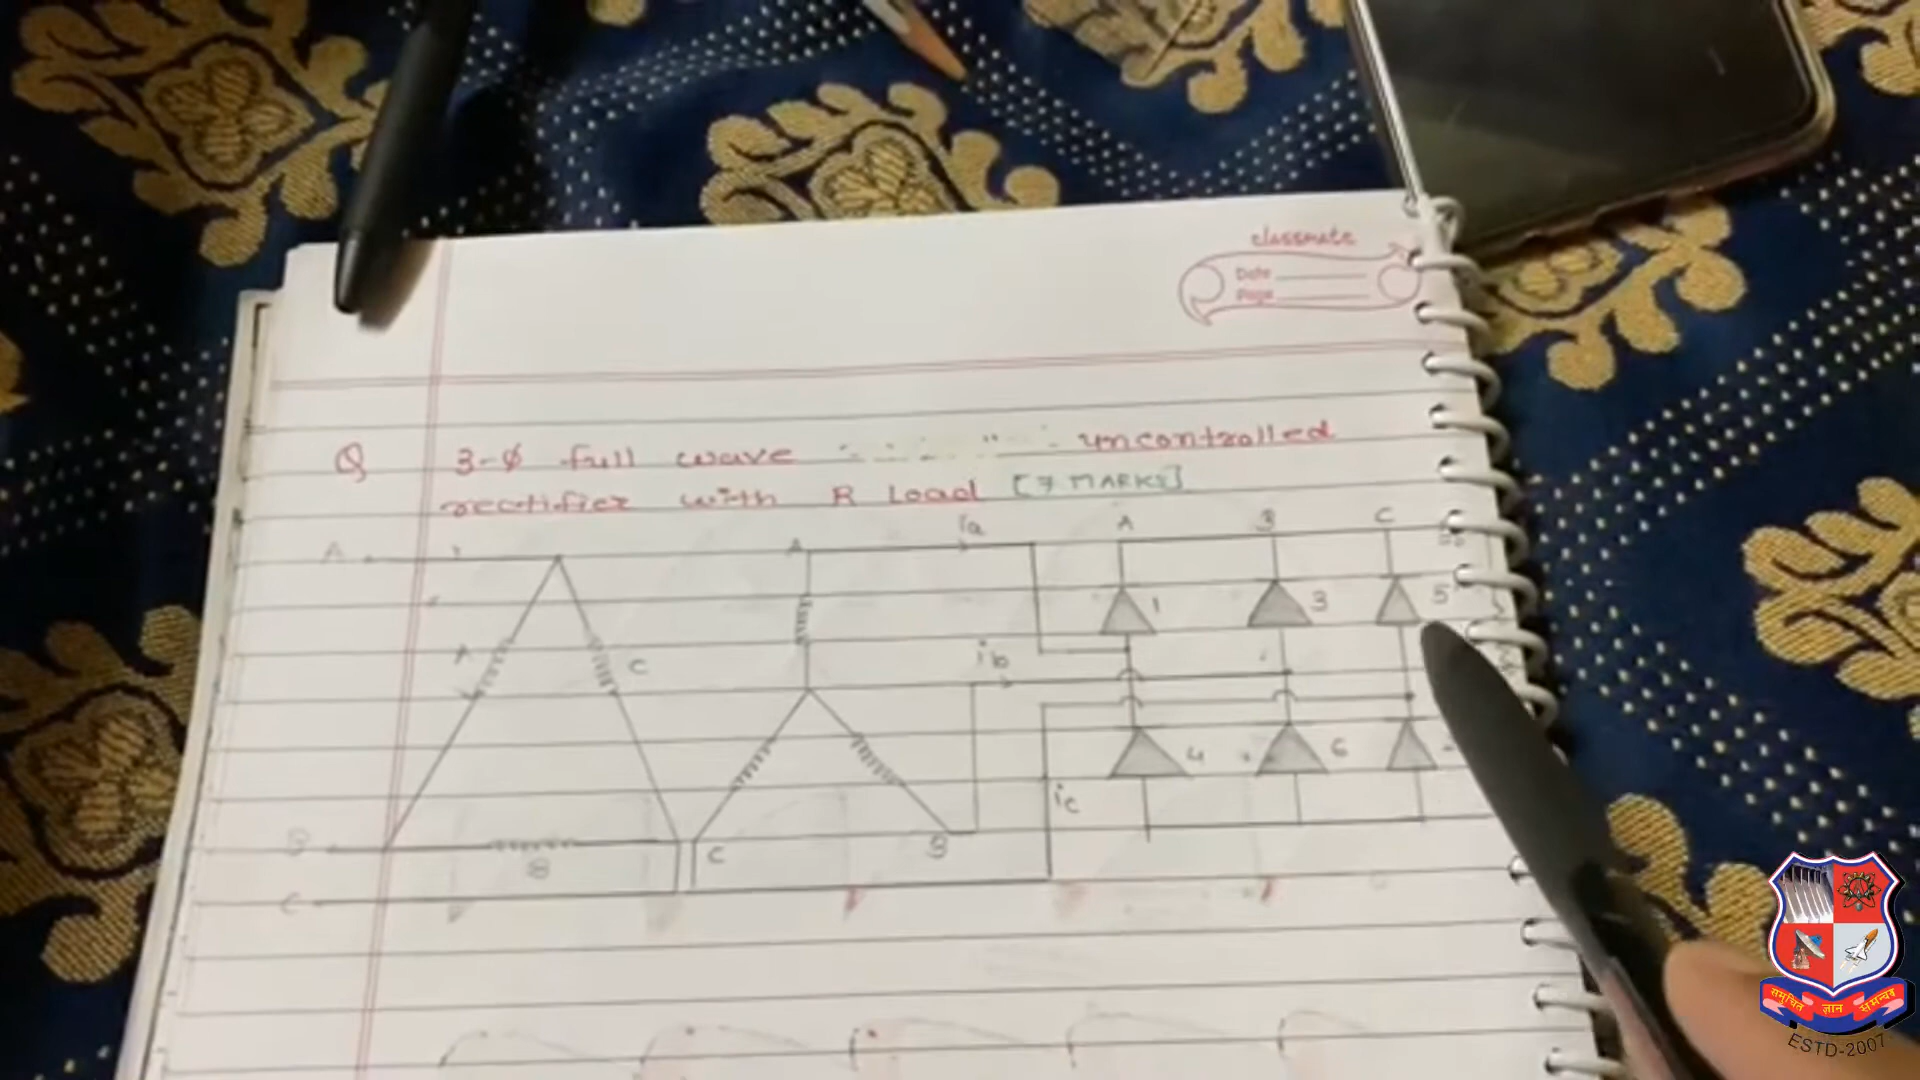 classmate
Date
Page
Q 3-φ full wave uncontrolled
rectifier with R Load [7 MARKS]
A A ia A B C
1 3 5
C ib
4 6
ic
B B C B
C
समुचित ज्ञान समन्वय
ESTD-2007